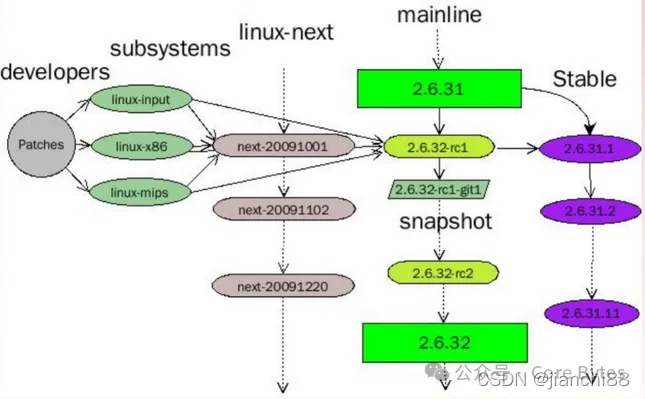 developers
subsystems
linux-next
mainline
Stable
Patches
linux-input
linux-x86
linux-mips
next-20091001
next-20091102
next-20091220
2.6.31
2.6.32-rc1
2.6.32-rc1-git1
snapshot
2.6.32-rc2
2.6.32
2.6.31.1
2.6.31.2
2.6.31.11
公众号 · Core Bytes
CSDN @jianchi88